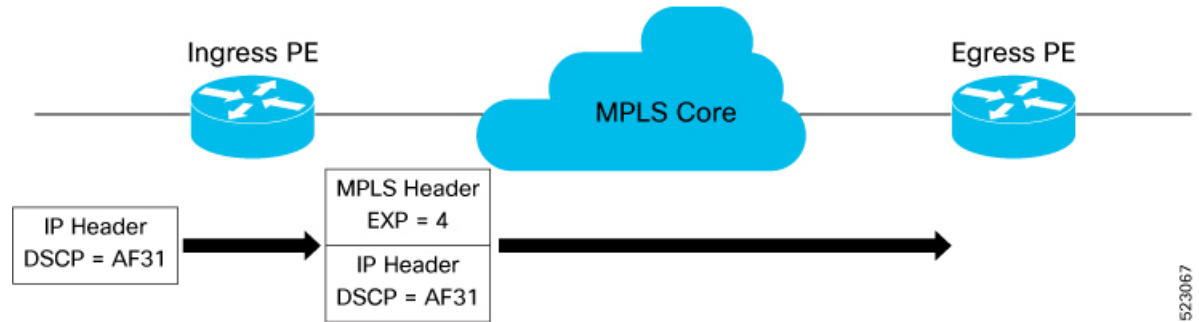 Ingress PE
Egress PE
MPLS Core
MPLS Header
EXP = 4
IP Header
DSCP = AF31
IP Header
DSCP = AF31
523067